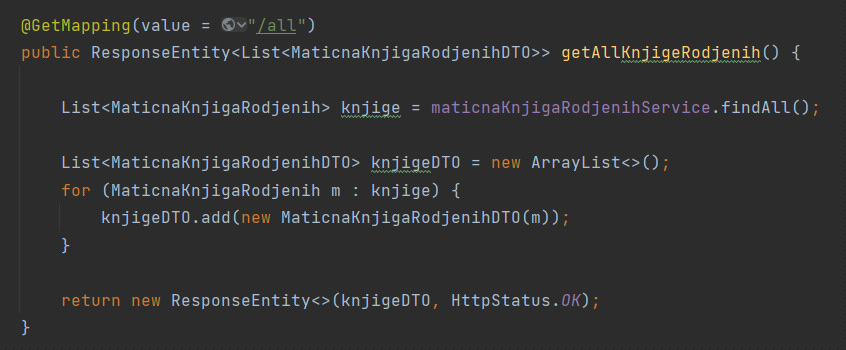 @GetMapping(value = "/all")
public ResponseEntity<List<MaticnaKnjigaRodjenihDTO>> getAllKnjigeRodjenih() {
List<MaticnaKnjigaRodjenih> knjige = maticnaKnjigaRodjenihService.findAll();
List<MaticnaKnjigaRodjenihDTO> knjigeDTO = new ArrayList<>();
for (MaticnaKnjigaRodjenih m : knjige) {
knjigeDTO.add(new MaticnaKnjigaRodjenihDTO(m));
}
return new ResponseEntity<>(knjigeDTO, HttpStatus.OK);
}